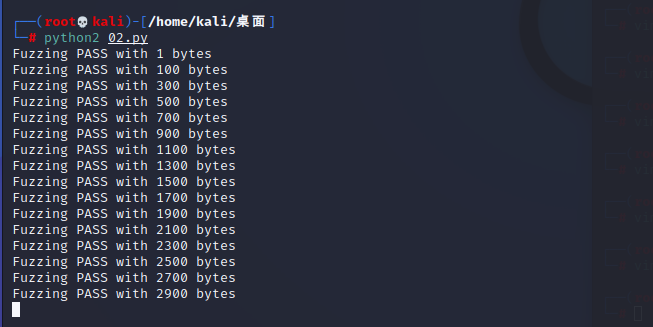 ┌──(root💀kali)-[/home/kali/桌面]
└─# python2 02.py
Fuzzing PASS with 1 bytes
Fuzzing PASS with 100 bytes
Fuzzing PASS with 300 bytes
Fuzzing PASS with 500 bytes
Fuzzing PASS with 700 bytes
Fuzzing PASS with 900 bytes
Fuzzing PASS with 1100 bytes
Fuzzing PASS with 1300 bytes
Fuzzing PASS with 1500 bytes
Fuzzing PASS with 1700 bytes
Fuzzing PASS with 1900 bytes
Fuzzing PASS with 2100 bytes
Fuzzing PASS with 2300 bytes
Fuzzing PASS with 2500 bytes
Fuzzing PASS with 2700 bytes
Fuzzing PASS with 2900 bytes